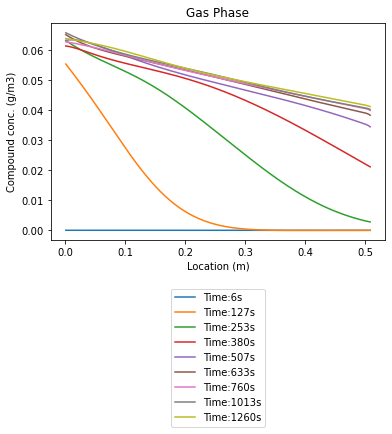 Gas Phase
Compound conc. (g/m3)
0.06
0.05
0.04
0.03
0.02
0.01
0.00
0.0 0.1 0.2 0.3 0.4 0.5
Location (m)
Time:6s
Time:127s
Time:253s
Time:380s
Time:507s
Time:633s
Time:760s
Time:1013s
Time:1260s